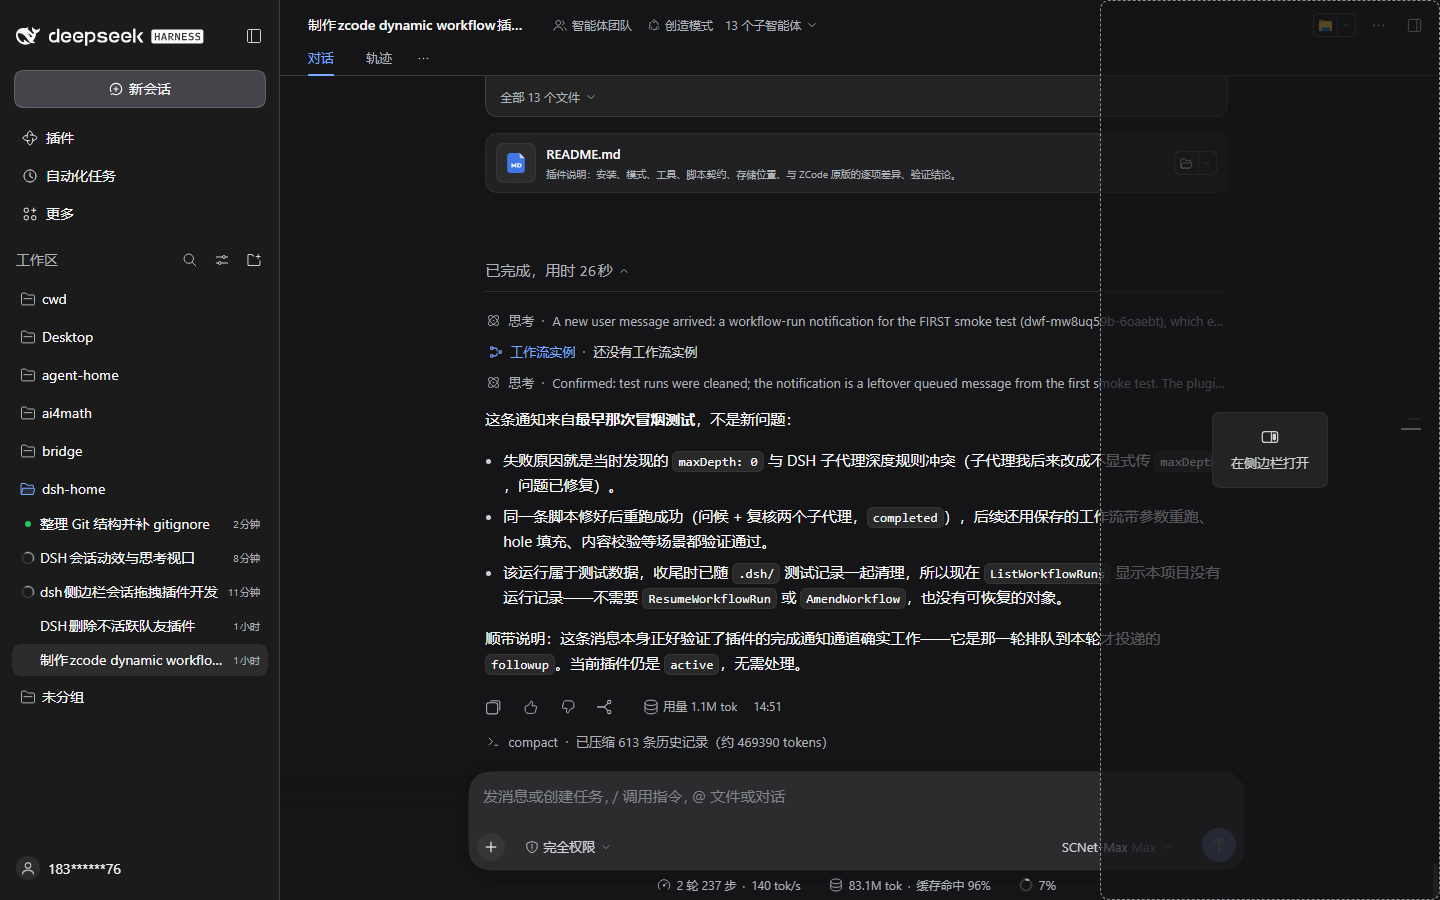 deepseek HARNESS
新会话
插件
自动化任务
更多
工作区
cwd
Desktop
agent-home
ai4math
bridge
dsh-home
整理 Git 结构并补 gitignore 2分钟
DSH会话动效与思考视口 8分钟
dsh侧边栏会话拖拽插件开发 11分钟
DSH删除不活跃队友插件 1小时
制作zcode dynamic workflo... 1小时
未分组
183******76
制作zcode dynamic workflow插... 智能体团队 创造模式 13 个子智能体
对话 轨迹 ...
全部 13 个文件
MD
README.md
插件说明：安装、模式、工具、脚本契约、存储位置、与 ZCode 原版的逐项差异、验证结论。
已完成，用时 26秒
思考 · A new user message arrived: a workflow-run notification for the FIRST smoke test (dwf-mw8uq59b-6oaebt), which e...
工作流实例 · 还没有工作流实例
思考 · Confirmed: test runs were cleaned; the notification is a leftover queued message from the first smoke test. The plugi...
这条通知来自最早那次冒烟测试，不是新问题：
失败原因就是当时发现的 maxDepth: 0 与 DSH 子代理深度规则冲突（子代理我后来改成不显式传 maxDept
，问题已修复）。
同一条脚本修好后重跑成功（问候 + 复核两个子代理，completed），后续还用保存的工作流带参数重跑、
hole 填充、内容校验等场景都验证通过。
该运行属于测试数据，收尾时已随 .dsh/ 测试记录一起清理，所以现在 ListWorkflowRuns 显示本项目没有
运行记录——不需要 ResumeWorkflowRun 或 AmendWorkflow，也没有可恢复的对象。
顺带说明：这条消息本身正好验证了插件的完成通知通道确实工作——它是那一轮排队到本轮才投递的
followup。当前插件仍是 active，无需处理。
用量 1.1M tok 14:51
compact · 已压缩 613 条历史记录（约 469390 tokens）
发消息或创建任务, / 调用指令, @ 文件或对话
完全权限
SCNet-Max Max
2 轮 237 步 · 140 tok/s 83.1M tok · 缓存命中 96% 7%
在侧边栏打开